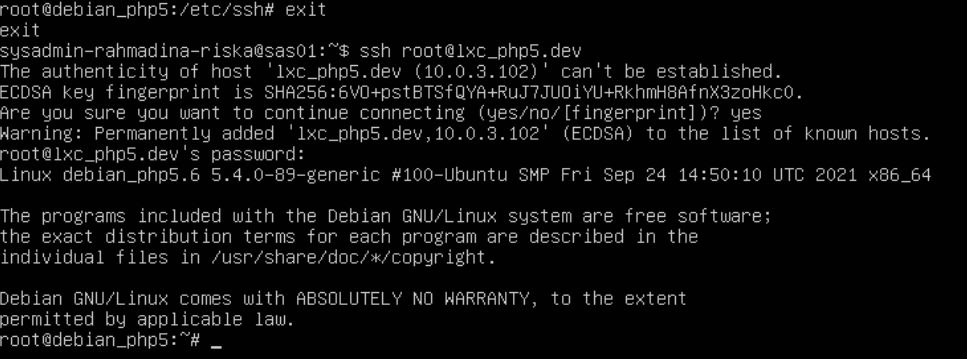 root@debian_php5:/etc/ssh# exit
exit
sysadmin-rahmadina-riska@sas01:~$ ssh root@lxc_php5.dev
The authenticity of host 'lxc_php5.dev (10.0.3.102)' can't be established.
ECDSA key fingerprint is SHA256:6VO+pstBTSfQYA+RuJ7JUOiYU+RkhmH8AfnX3zoHkc0.
Are you sure you want to continue connecting (yes/no/[fingerprint])? yes
Warning: Permanently added 'lxc_php5.dev,10.0.3.102' (ECDSA) to the list of known hosts.
root@lxc_php5.dev's password:
Linux debian_php5.6 5.4.0-89-generic #100-Ubuntu SMP Fri Sep 24 14:50:10 UTC 2021 x86_64
The programs included with the Debian GNU/Linux system are free software;
the exact distribution terms for each program are described in the
individual files in /usr/share/doc/*/copyright.
Debian GNU/Linux comes with ABSOLUTELY NO WARRANTY, to the extent
permitted by applicable law.
root@debian_php5:~# _